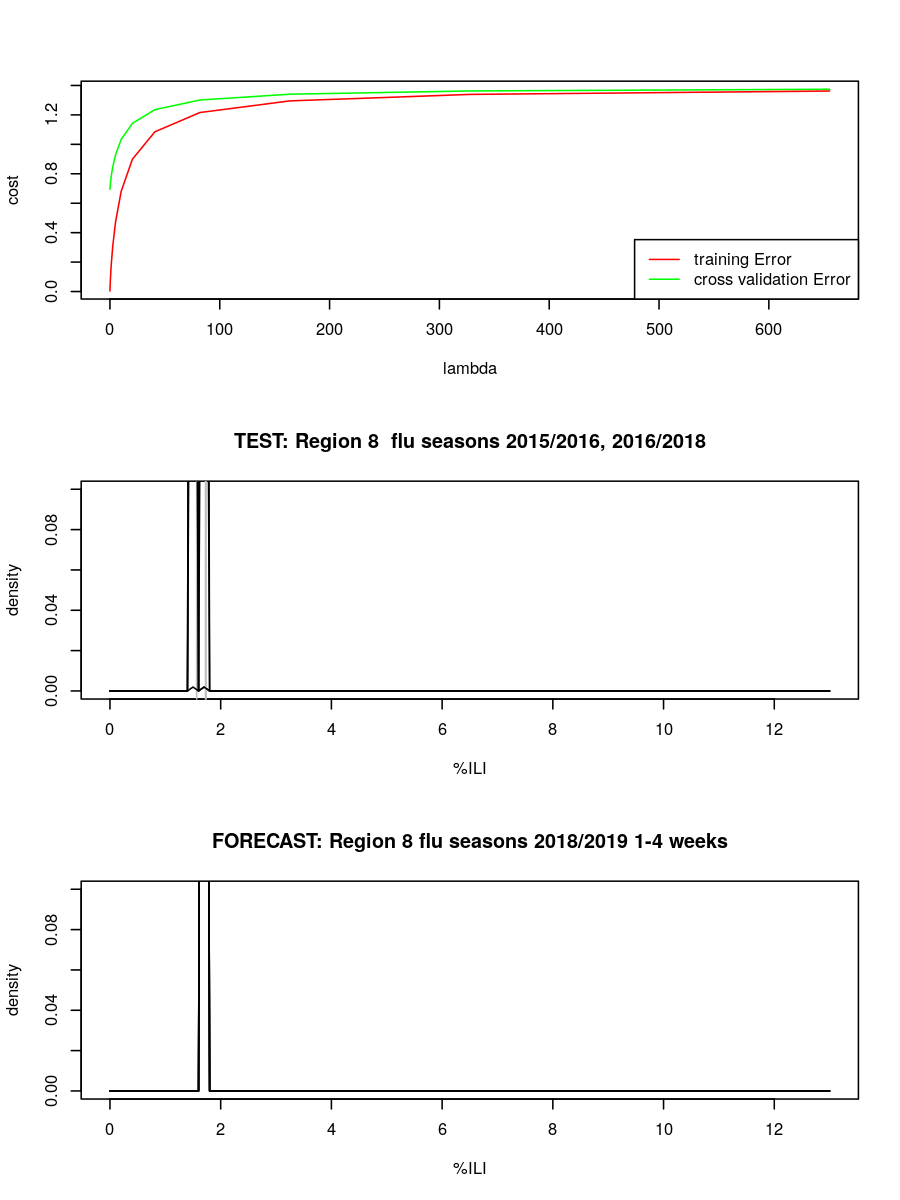 cost
0.0 0.4 0.8 1.2
training Error
cross validation Error
0 100 200 300 400 500 600
lambda
TEST: Region 8  flu seasons 2015/2016, 2016/2018
density
0.00 0.04 0.08
0 2 4 6 8 10 12
%ILI
FORECAST: Region 8 flu seasons 2018/2019 1-4 weeks
density
0.00 0.04 0.08
0 2 4 6 8 10 12
%ILI